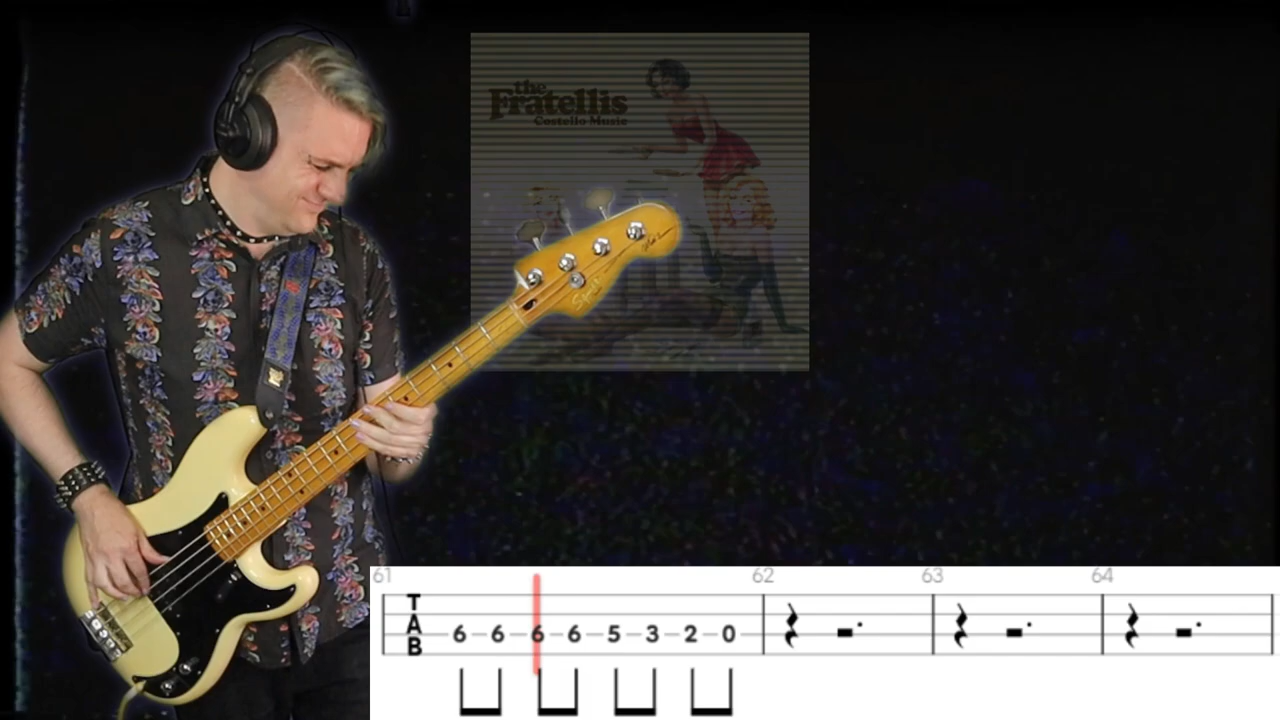 the
Fratellis
Costello Music
61 62 63 64
T
A 6 6 6 6 5 3 2 0
B